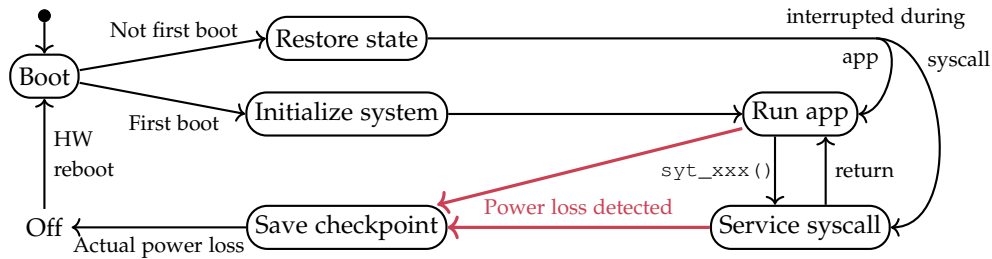 interrupted during
Not first boot
Restore state
app
syscall
Boot
First boot
Initialize system
Run app
HW
reboot
syt_xxx()
return
Power loss detected
Off
Actual power loss
Save checkpoint
Service syscall